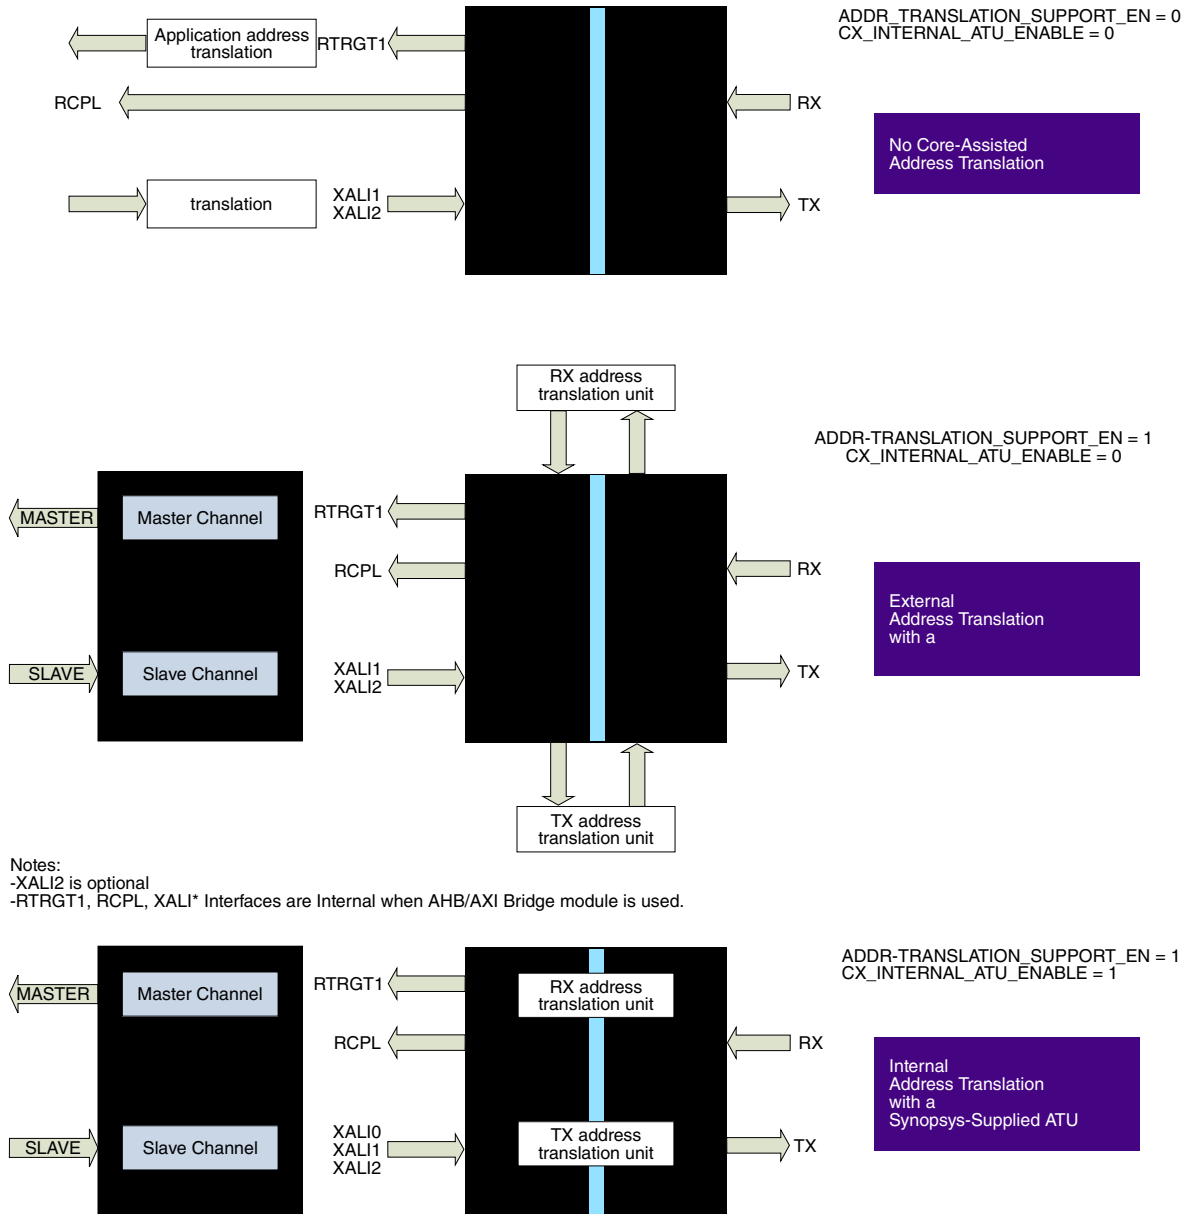 ADDR_TRANSLATION_SUPPORT_EN = 0
CX_INTERNAL_ATU_ENABLE = 0
Application address
translation
RTRGT1
RCPL
RX
No Core-Assisted
Address Translation
translation
XALI1
XALI2
TX
RX address
translation unit
ADDR-TRANSLATION_SUPPORT_EN = 1
CX_INTERNAL_ATU_ENABLE = 0
MASTER
Master Channel
RTRGT1
RCPL
RX
External
Address Translation
with a
SLAVE
Slave Channel
XALI1
XALI2
TX
TX address
translation unit
Notes:
-XALI2 is optional
-RTRGT1, RCPL, XALI* Interfaces are Internal when AHB/AXI Bridge module is used.
ADDR-TRANSLATION_SUPPORT_EN = 1
CX_INTERNAL_ATU_ENABLE = 1
MASTER
Master Channel
RTRGT1
RX address
translation unit
RCPL
RX
Internal
Address Translation
with a
Synopsys-Supplied ATU
SLAVE
Slave Channel
XALI0
XALI1
XALI2
TX address
translation unit
TX